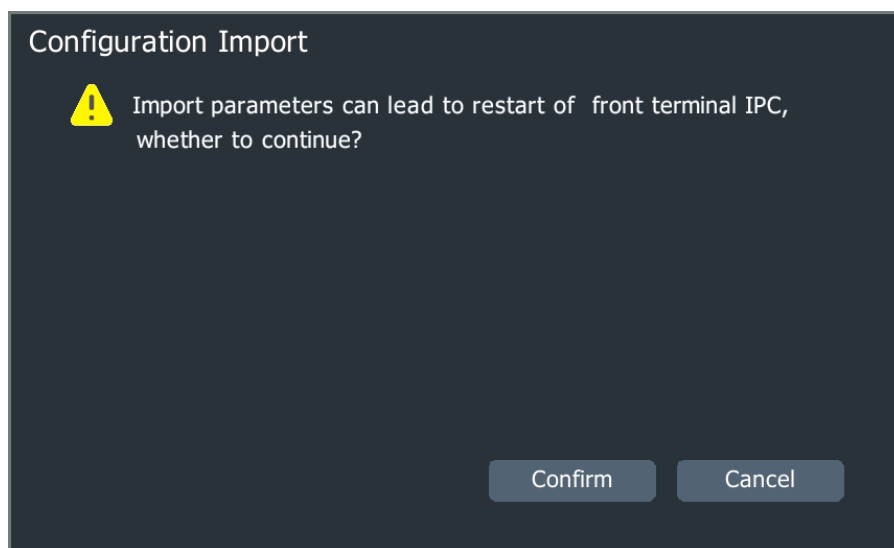 Configuration Import
Import parameters can lead to restart of  front terminal IPC,
whether to continue?
Confirm
Cancel